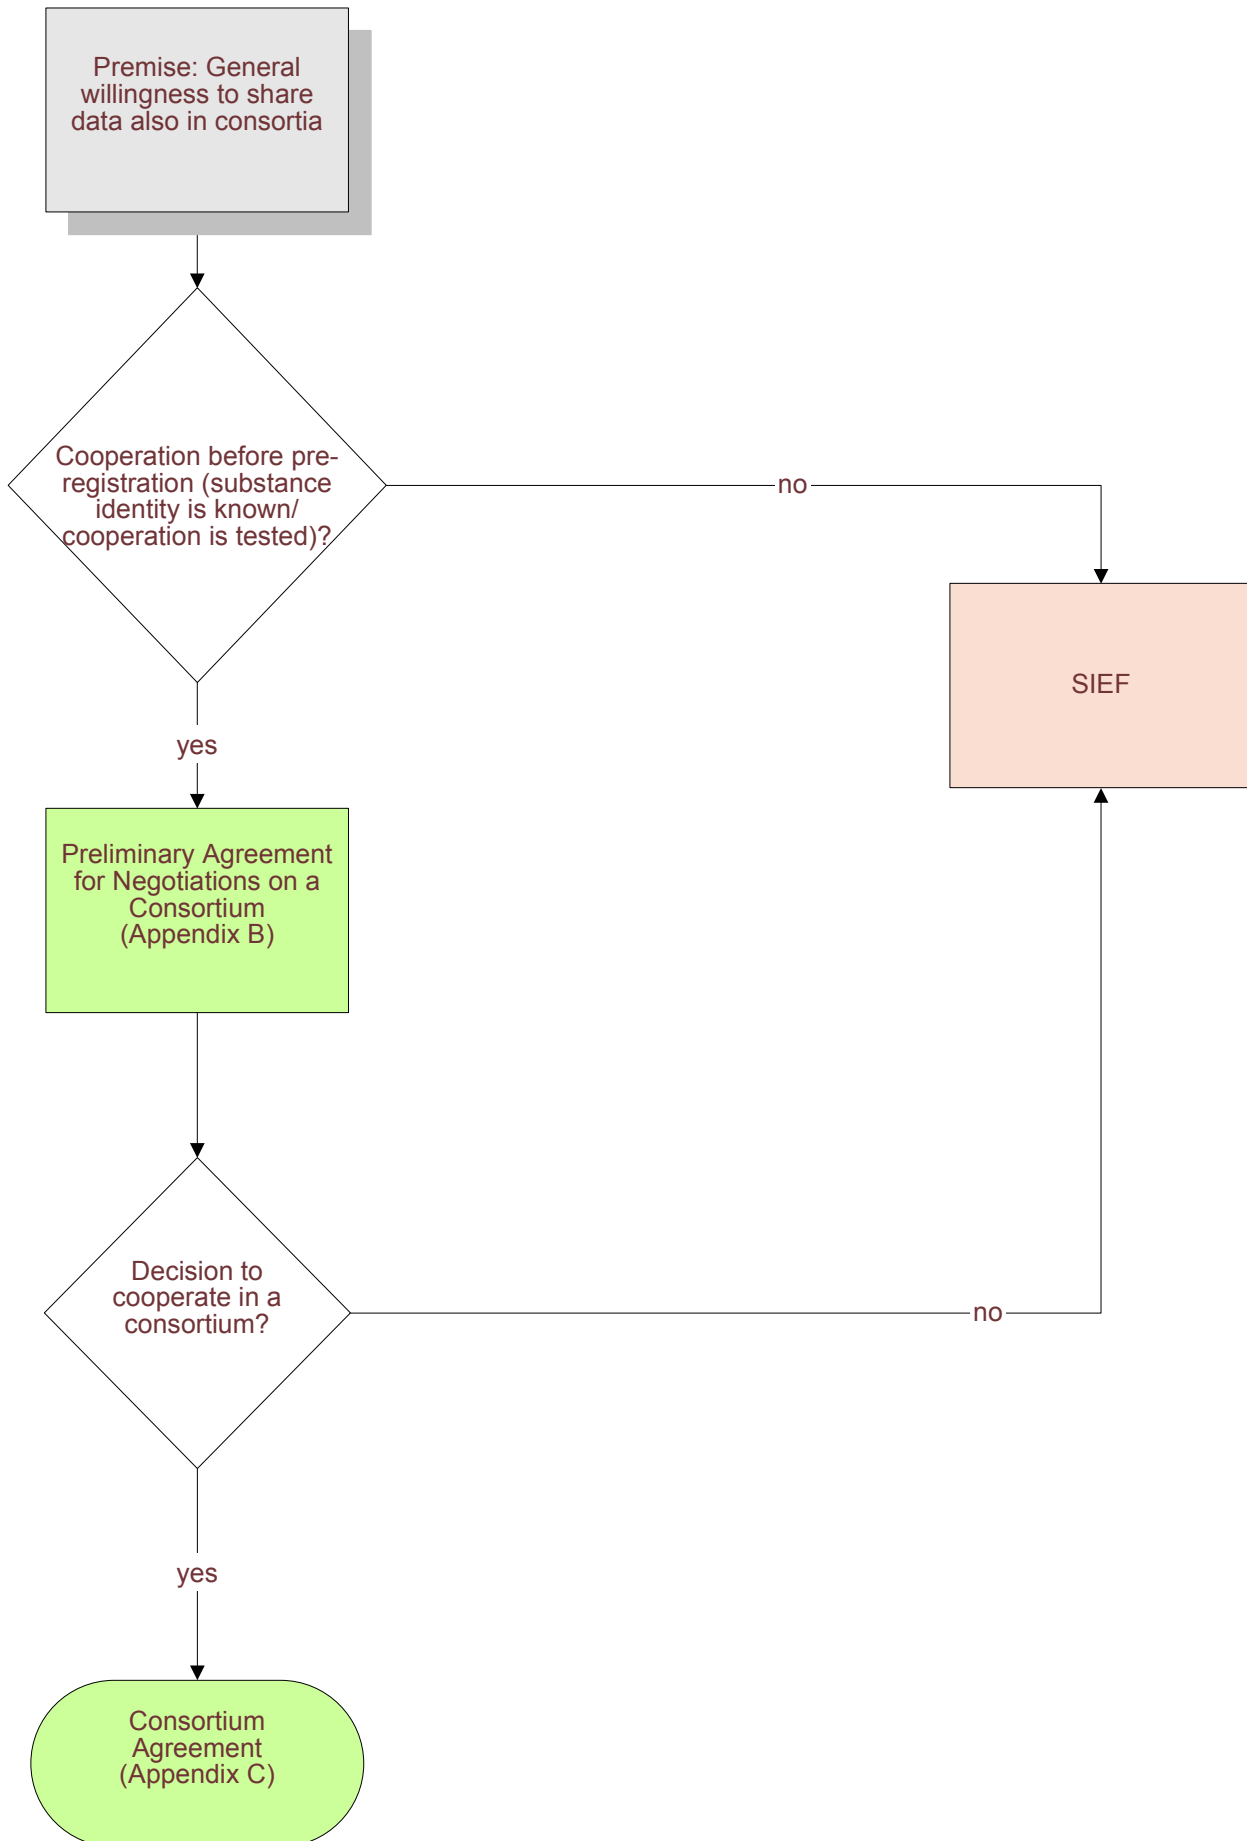 Premise: General
willingness to share
data also in consortia
Cooperation before pre-
registration (substance
identity is known/
cooperation is tested)?
no
SIEF
yes
Preliminary Agreement
for Negotiations on a
Consortium
(Appendix B)
Decision to
cooperate in a
consortium?
no
yes
Consortium
Agreement
(Appendix C)